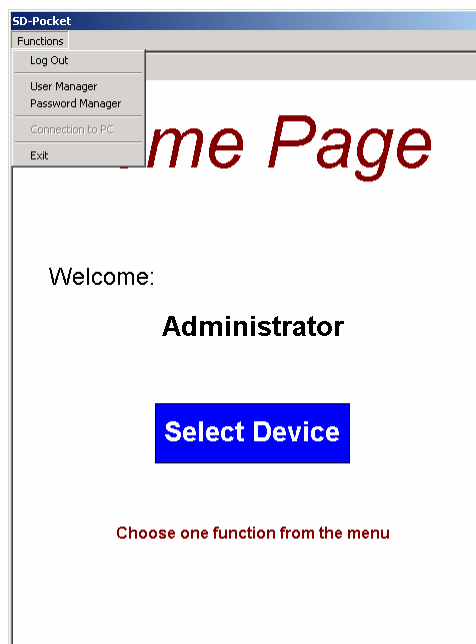 SD-Pocket
Functions
Log Out
User Manager
Password Manager
Connection to PC
Exit
me Page
Welcome:
Administrator
Select Device
Choose one function from the menu